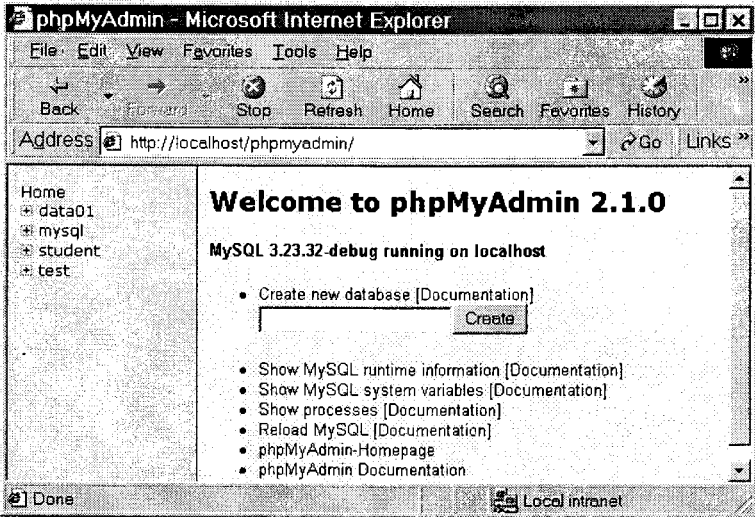 phpMyAdmin - Microsoft Internet Explorer
File Edit View Favorites Tools Help
Back Forward Stop Refresh Home Search Favorites History »
Address http://localhost/phpmyadmin/ Go Links »
Home
data01
mysql
student
test
Welcome to phpMyAdmin 2.1.0
MySQL 3.23.32-debug running on localhost
• Create new database [Documentation]
Create
• Show MySQL runtime information [Documentation]
• Show MySQL system variables [Documentation]
• Show processes [Documentation]
• Reload MySQL [Documentation]
• phpMyAdmin-Homepage
• phpMyAdmin Documentation
Done Local intranet